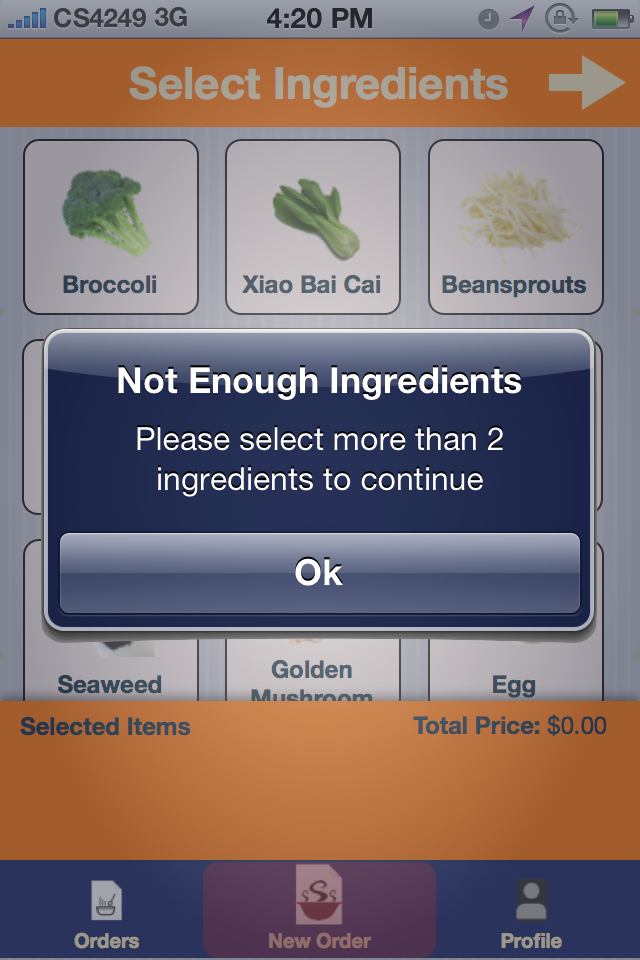 CS4249 3G 4:20 PM
Select Ingredients
Broccoli Xiao Bai Cai Beansprouts
Not Enough Ingredients
Please select more than 2
ingredients to continue
Ok
Seaweed Golden Mushroom Egg
Selected Items Total Price: $0.00
Orders New Order Profile